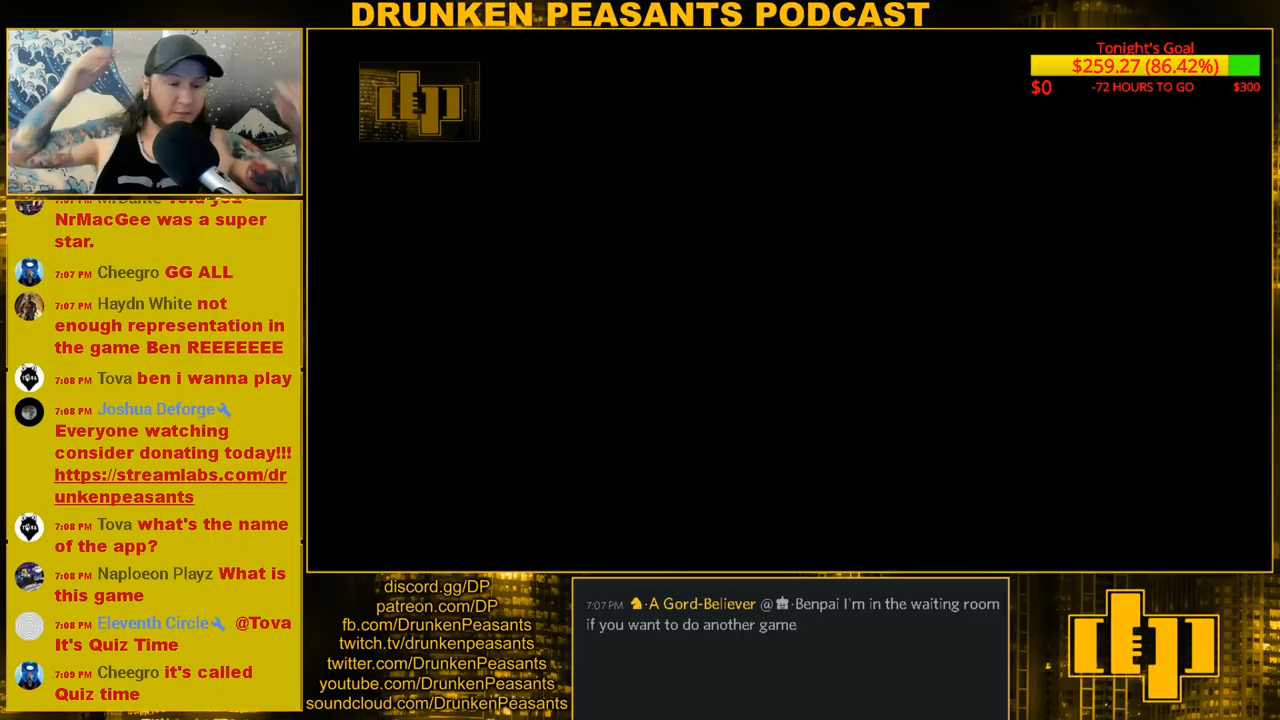 DRUNKEN PEASANTS PODCAST
Tonight's Goal
$259.27 (86.42%)
$0 -72 HOURS TO GO $300
7:07 PM MrDante Told you
NrMacGee was a super
star.
7:07 PM Cheegro GG ALL
7:07 PM Haydn White not
enough representation in
the game Ben REEEEEEE
7:08 PM Tova ben i wanna play
7:08 PM Joshua Deforge
Everyone watching
consider donating today!!!
https://streamlabs.com/dr
unkenpeasants
7:08 PM Tova what's the name
of the app?
7:08 PM Naploeon Playz What is
this game
7:08 PM Eleventh Circle @Tova
It's Quiz Time
7:09 PM Cheegro it's called
Quiz time
discord.gg/DP
patreon.com/DP
fb.com/DrunkenPeasants
twitch.tv/drunkenpeasants
twitter.com/DrunkenPeasants
youtube.com/DrunkenPeasants
soundcloud.com/DrunkenPeasants
7:07 PM ·A Gord-Believer @·Benpai I'm in the waiting room
if you want to do another game